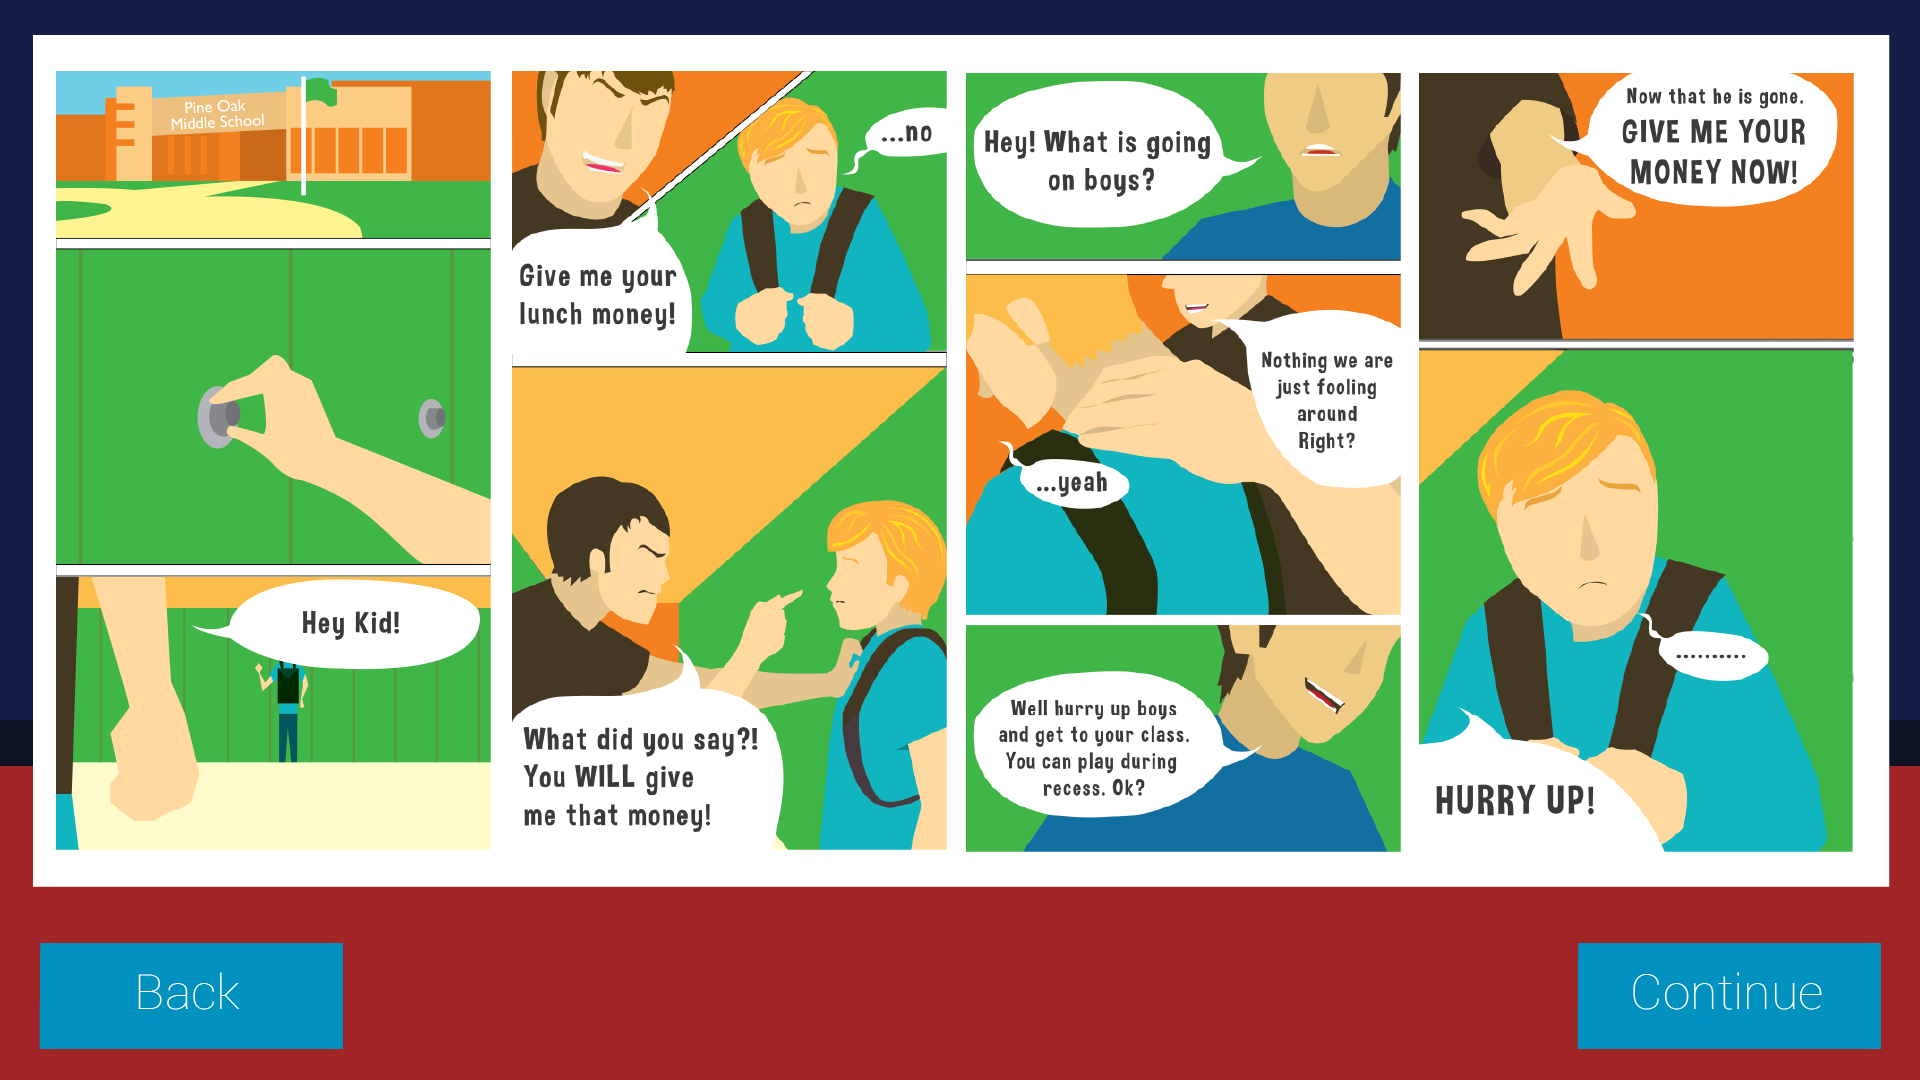 Pine Oak
Middle School
Hey Kid!
Give me your
lunch money!
...no
What did you say?!
You WILL give
me that money!
Hey! What is going
on boys?
Nothing we are
just fooling
around
Right?
...yeah
Well hurry up boys
and get to your class.
You can play during
recess. Ok?
Now that he is gone.
GIVE ME YOUR
MONEY NOW!
..........
HURRY UP!
Back
Continue